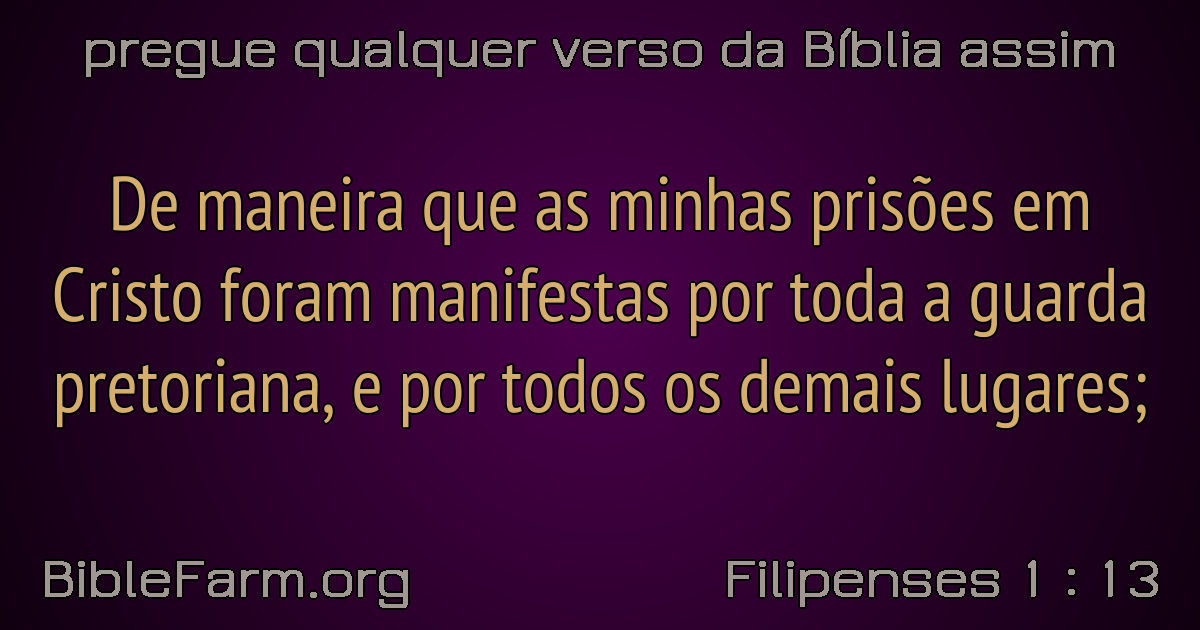 pregue qualquer verso da Bíblia assim
De maneira que as minhas prisões em
Cristo foram manifestas por toda a guarda
pretoriana, e por todos os demais lugares;
BibleFarm.org
Filipenses 1 : 13